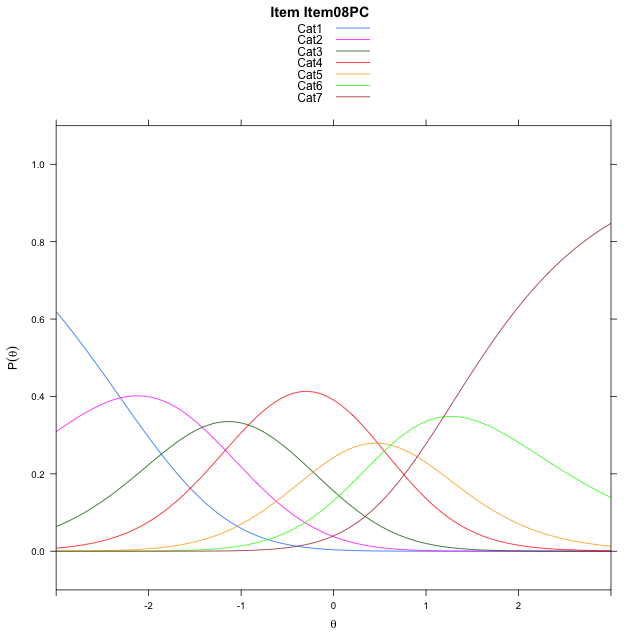 Item Item08PC
Cat1
Cat2
Cat3
Cat4
Cat5
Cat6
Cat7
1.0
0.8
0.6
0.4
0.2
0.0
P(θ)
-2 -1 0 1 2
θ